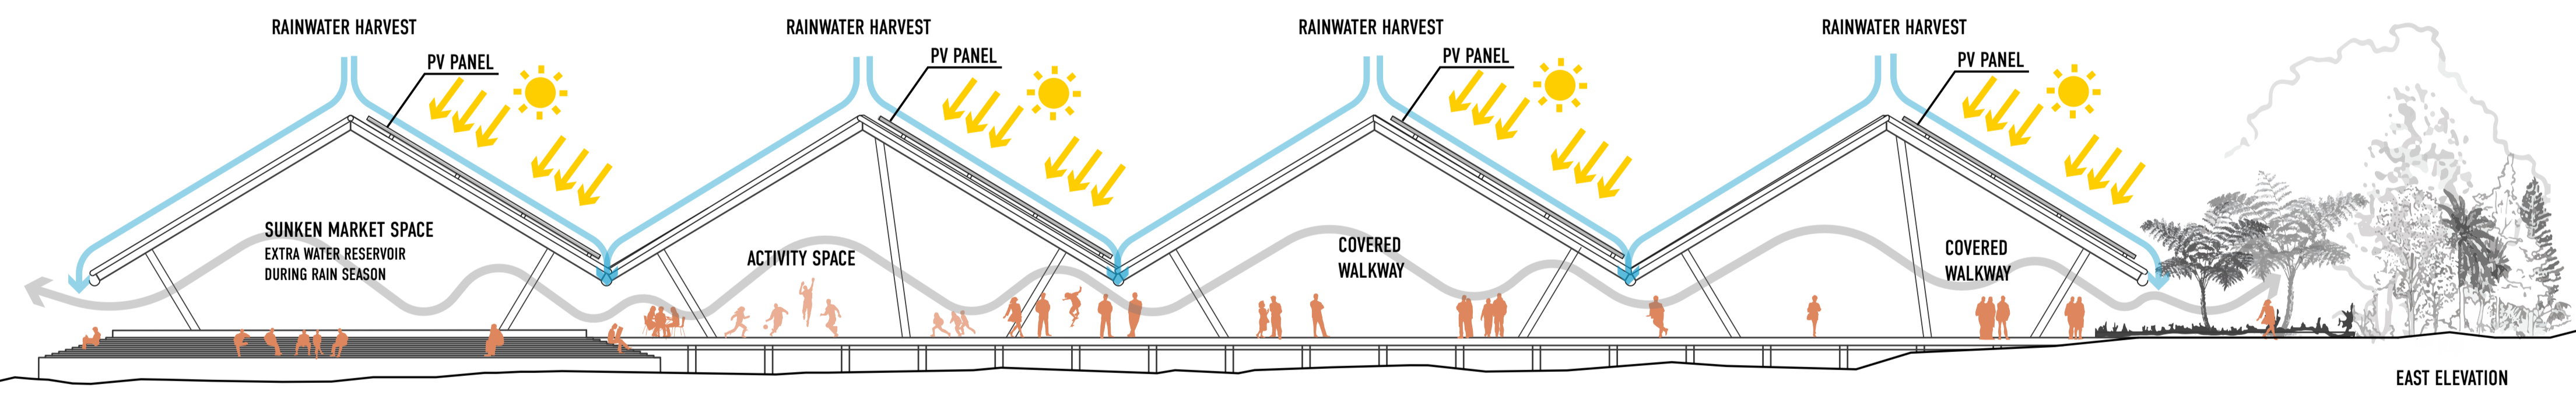 RAINWATER HARVEST
PV PANEL
RAINWATER HARVEST
PV PANEL
RAINWATER HARVEST
PV PANEL
RAINWATER HARVEST
PV PANEL
SUNKEN MARKET SPACE
EXTRA WATER RESERVOIR
DURING RAIN SEASON
ACTIVITY SPACE
COVERED
WALKWAY
COVERED
WALKWAY
EAST ELEVATION